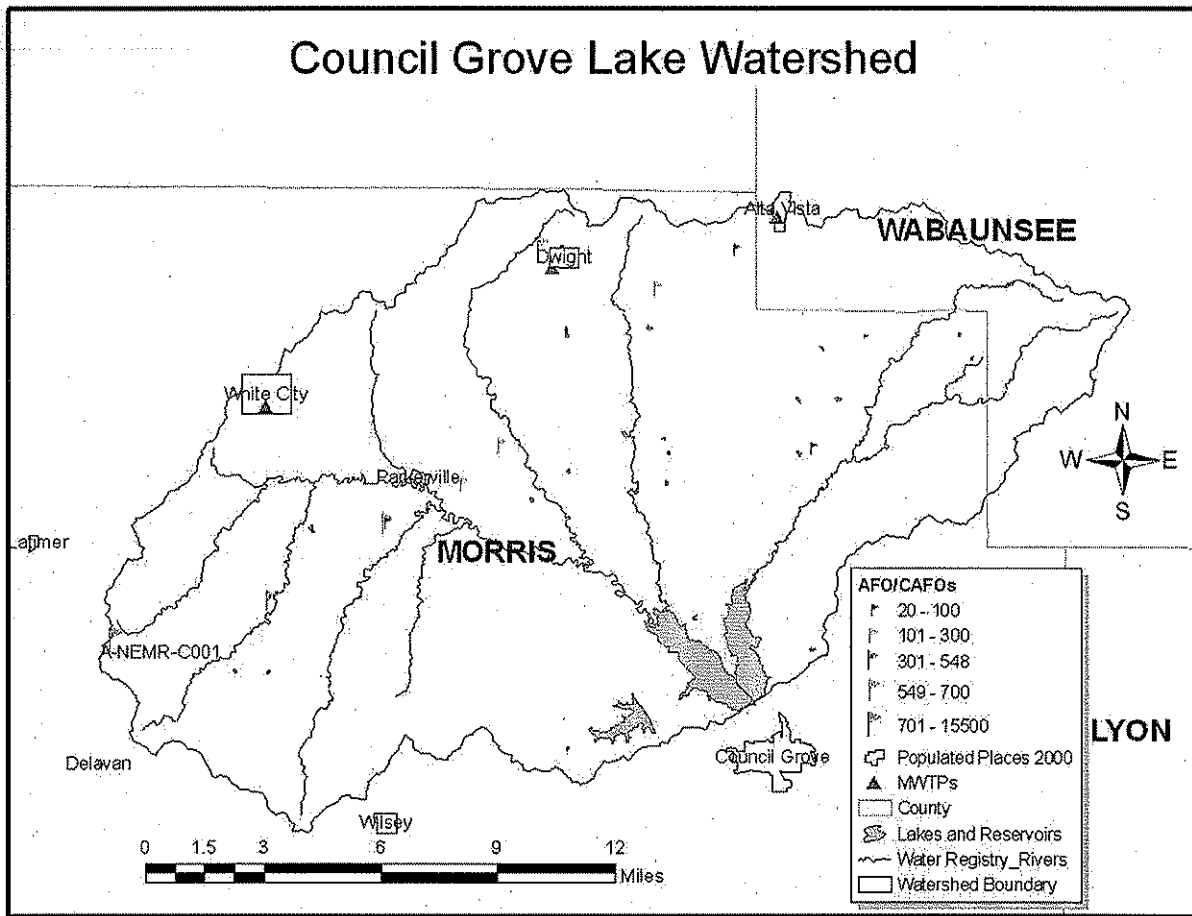 Council Grove Lake Watershed
Alta Vista
WABAUNSEE
Dwight
White City
N
W E
S
Parkerville
Latimer
MORRIS
A-NEMR-C001
AFO/CAFOs
20 - 100
101 - 300
301 - 548
549 - 700
701 - 15500
Populated Places 2000
MWTPs
County
Lakes and Reservoirs
Water Registry_Rivers
Watershed Boundary
LYON
Delavan
Council Grove
Wilsey
0 1.5 3 6 9 12
Miles